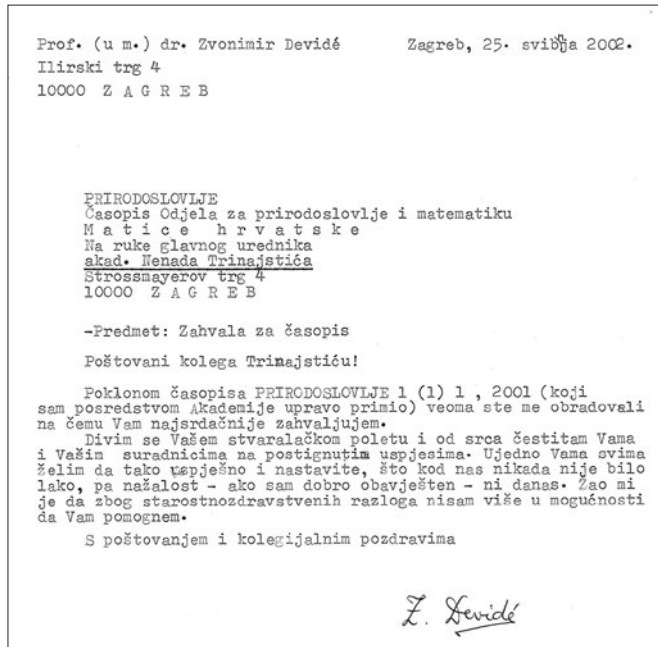 Prof. (u m.) dr. Zvonimir Devidé Zagreb, 25. svibnja 2002.
Ilirski trg 4
10000 Z A G R E B
PRIRODOSLOVLJE
Časopis Odjela za prirodoslovlje i matematiku
M a t i c e h r v a t s k e
Na ruke glavnog urednika
akad. Nenada Trinajstića
Strossmayerov trg 4
10000 Z A G R E B
-Predmet: Zahvala za časopis
Poštovani kolega Trinajstiću!
Poklonom časopisa PRIRODOSLOVLJE 1 (1) 1 , 2001 (koji
sam posredstvom Akademije upravo primio) veoma ste me obradovali
na čemu Vam najsrdačnije zahvaljujem.
Divim se Vašem stvaralačkom poletu i od srca čestitam Vama
i Vašim suradnicima na postignutim uspjesima. Ujedno Vama svima
želim da tako uspješno i nastavite, što kod nas nikada nije bilo
lako, pa nažalost - ako sam dobro obavješten - ni danas. Žao mi
je da zbog starostnozdravstvenih razloga nisam više u mogućnosti
da Vam pomognem.
S poštovanjem i kolegijalnim pozdravima
Z. Devidé